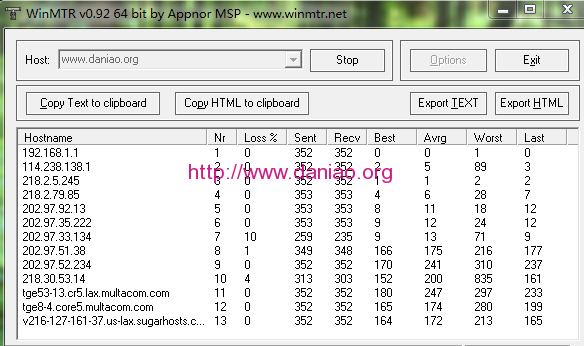 WinMTR v0.92 64 bit by Appnor MSP - www.winmtr.net
Host: www.daniao.org Stop Options Exit
Copy Text to clipboard Copy HTML to clipboard Export TEXT Export HTML
Hostname Nr Loss % Sent Recv Best Avrg Worst Last
192.168.1.1 1 0 352 352 0 0 1 0
114.238.138.1 2 0 352 352 2 5 89 3
http://www.daniao.org
218.2.5.245 3 0 352 352 1 1 2 2
218.2.79.85 4 0 353 353 4 6 28 7
202.97.92.13 5 0 353 353 8 11 18 12
202.97.35.222 6 0 353 353 9 12 24 12
202.97.33.134 7 10 259 235 9 13 71 9
202.97.51.38 8 1 349 348 166 175 216 177
202.97.62.234 9 0 352 352 170 241 310 237
218.30.53.14 10 4 313 303 152 200 835 161
tge53-13.cr5.lax.multacom.com 11 0 352 352 180 247 297 233
tge8-4.core5.multacom.com 12 0 352 352 165 174 280 199
v216-127-161-37.us-lax.sugarhosts.c... 13 0 352 352 164 172 213 165